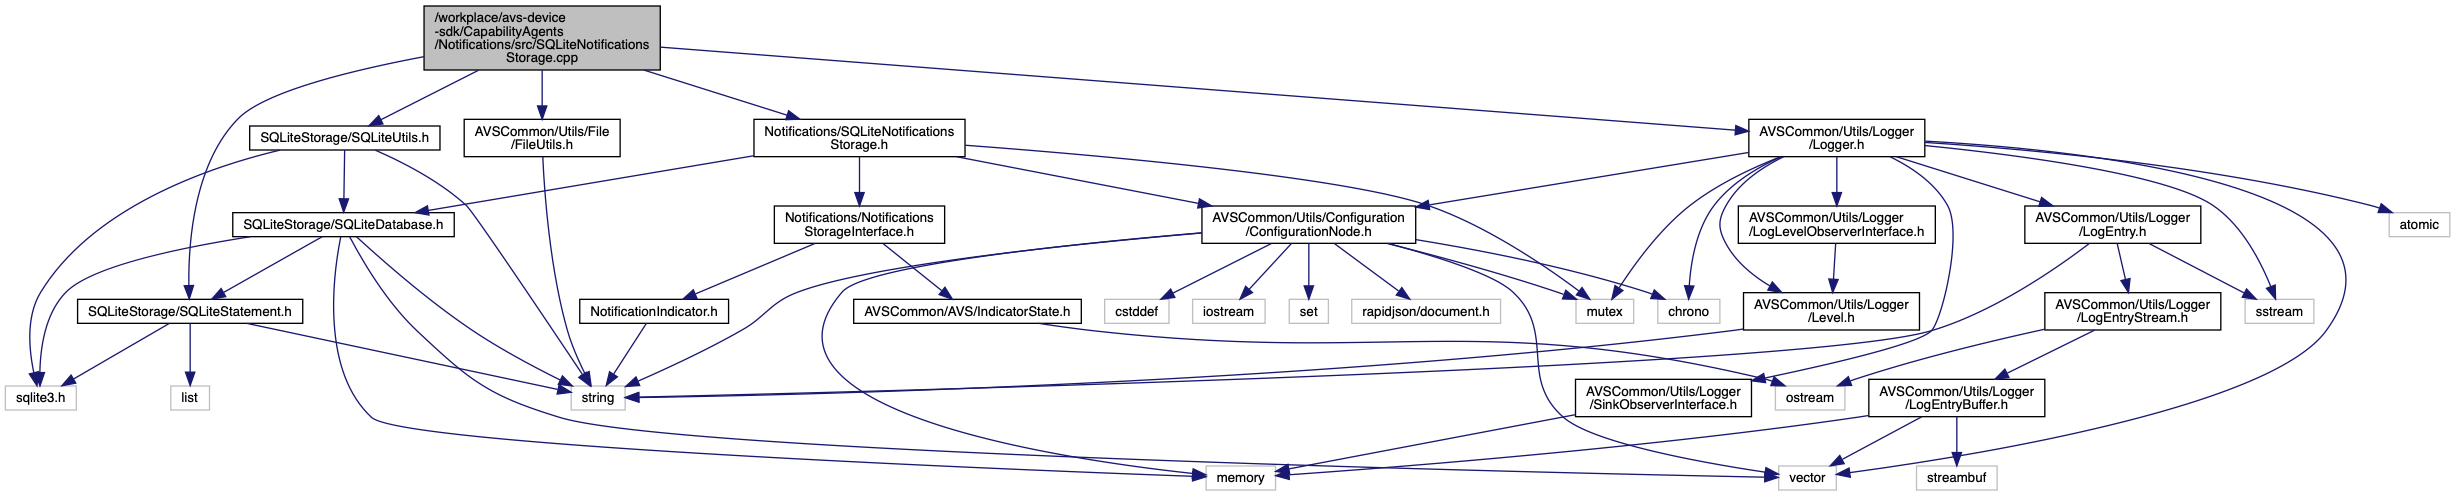 /workplace/avs-device
-sdk/CapabilityAgents
/Notifications/src/SQLiteNotifications
Storage.cpp
SQLiteStorage/SQLiteUtils.h
AVSCommon/Utils/File
/FileUtils.h
Notifications/SQLiteNotifications
Storage.h
AVSCommon/Utils/Logger
/Logger.h
SQLiteStorage/SQLiteDatabase.h
Notifications/Notifications
StorageInterface.h
AVSCommon/Utils/Configuration
/ConfigurationNode.h
AVSCommon/Utils/Logger
/LogLevelObserverInterface.h
AVSCommon/Utils/Logger
/LogEntry.h
atomic
SQLiteStorage/SQLiteStatement.h
NotificationIndicator.h
AVSCommon/AVS/IndicatorState.h
cstddef
iostream
set
rapidjson/document.h
mutex
chrono
AVSCommon/Utils/Logger
/Level.h
AVSCommon/Utils/Logger
/LogEntryStream.h
sstream
sqlite3.h
list
string
AVSCommon/Utils/Logger
/SinkObserverInterface.h
ostream
AVSCommon/Utils/Logger
/LogEntryBuffer.h
memory
vector
streambuf